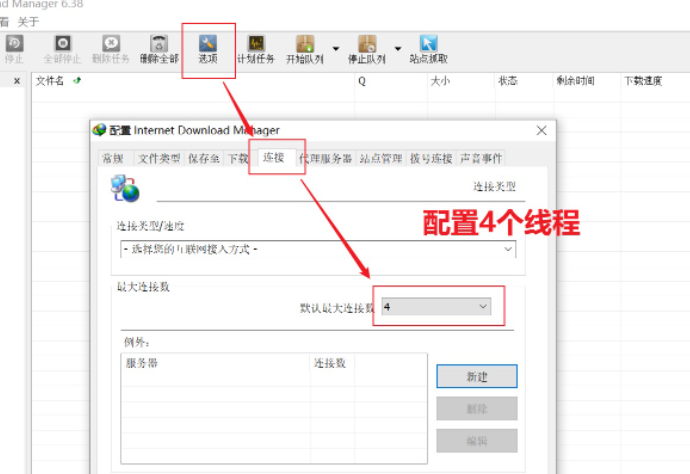 ad Manager 6.38
看 关于
停止 全部停止 删除任务 删除全部 选项 计划任务 开始队列 停止队列 站点抓取
x 文件名 Q 大小 状态 剩余时间 下载速度
配置 Internet Download Manager
常规 文件类型 保存至 下载 连接 代理服务器 站点管理 拨号连接 声音事件
连接类型
连接类型/速度
- 选择您的互联网接入方式 -
配置4个线程
最大连接数
默认最大连接数 4
例外：
服务器 连接数
新建
删除
编辑